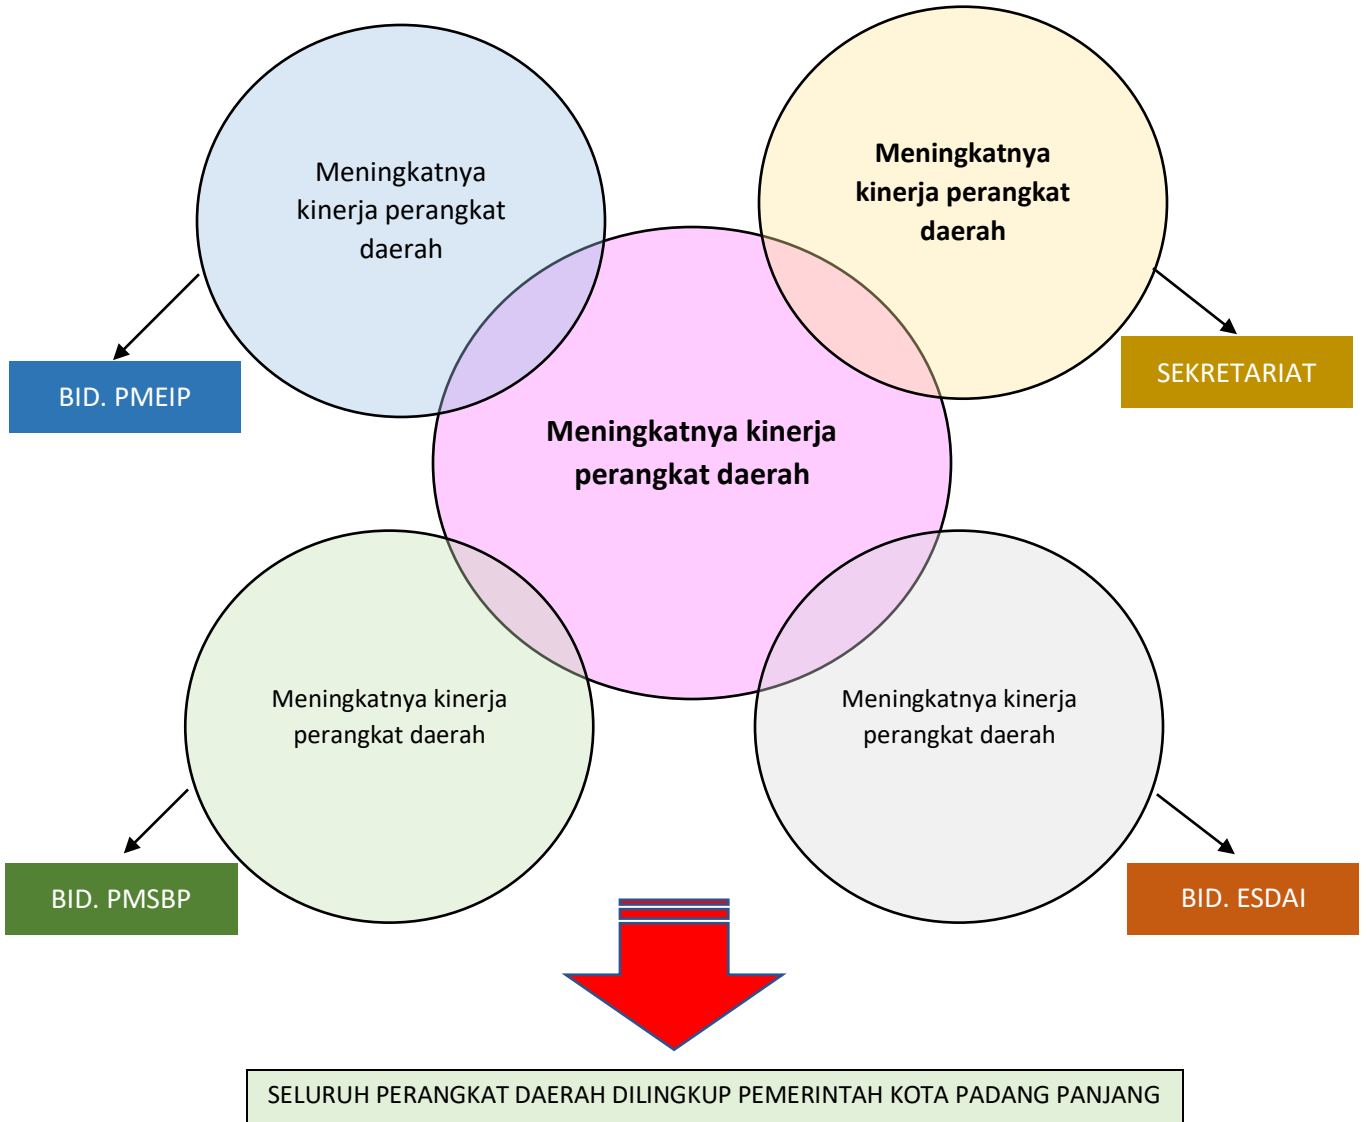 Meningkatnya
kinerja perangkat
daerah
Meningkatnya
kinerja perangkat
daerah
BID. PMEIP
SEKRETARIAT
Meningkatnya kinerja
perangkat daerah
Meningkatnya kinerja
perangkat daerah
Meningkatnya kinerja
perangkat daerah
BID. PMSBP
BID. ESDAI
SELURUH PERANGKAT DAERAH DILINGKUP PEMERINTAH KOTA PADANG PANJANG